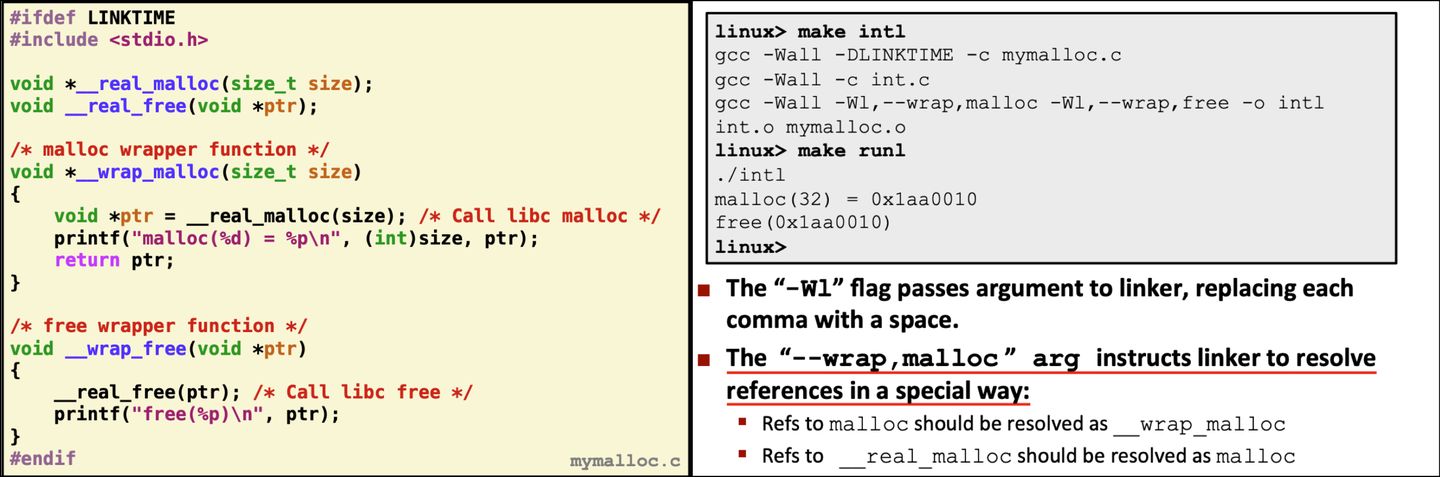 #ifdef LINKTIME
#include <stdio.h>
void *__real_malloc(size_t size);
void __real_free(void *ptr);
/* malloc wrapper function */
void *__wrap_malloc(size_t size)
{
    void *ptr = __real_malloc(size); /* Call libc malloc */
    printf("malloc(%d) = %p\n", (int)size, ptr);
    return ptr;
}
/* free wrapper function */
void __wrap_free(void *ptr)
{
    __real_free(ptr); /* Call libc free */
    printf("free(%p)\n", ptr);
}
#endif
mymalloc.c
linux> make intl
gcc -Wall -DLINKTIME -c mymalloc.c
gcc -Wall -c int.c
gcc -Wall -Wl,--wrap,malloc -Wl,--wrap,free -o intl
int.o mymalloc.o
linux> make runl
./intl
malloc(32) = 0x1aa0010
free(0x1aa0010)
linux>
■ The “-Wl” flag passes argument to linker, replacing each
comma with a space.
■ The “--wrap,malloc” arg instructs linker to resolve
references in a special way:
▪ Refs to malloc should be resolved as __wrap_malloc
▪ Refs to __real_malloc should be resolved as malloc